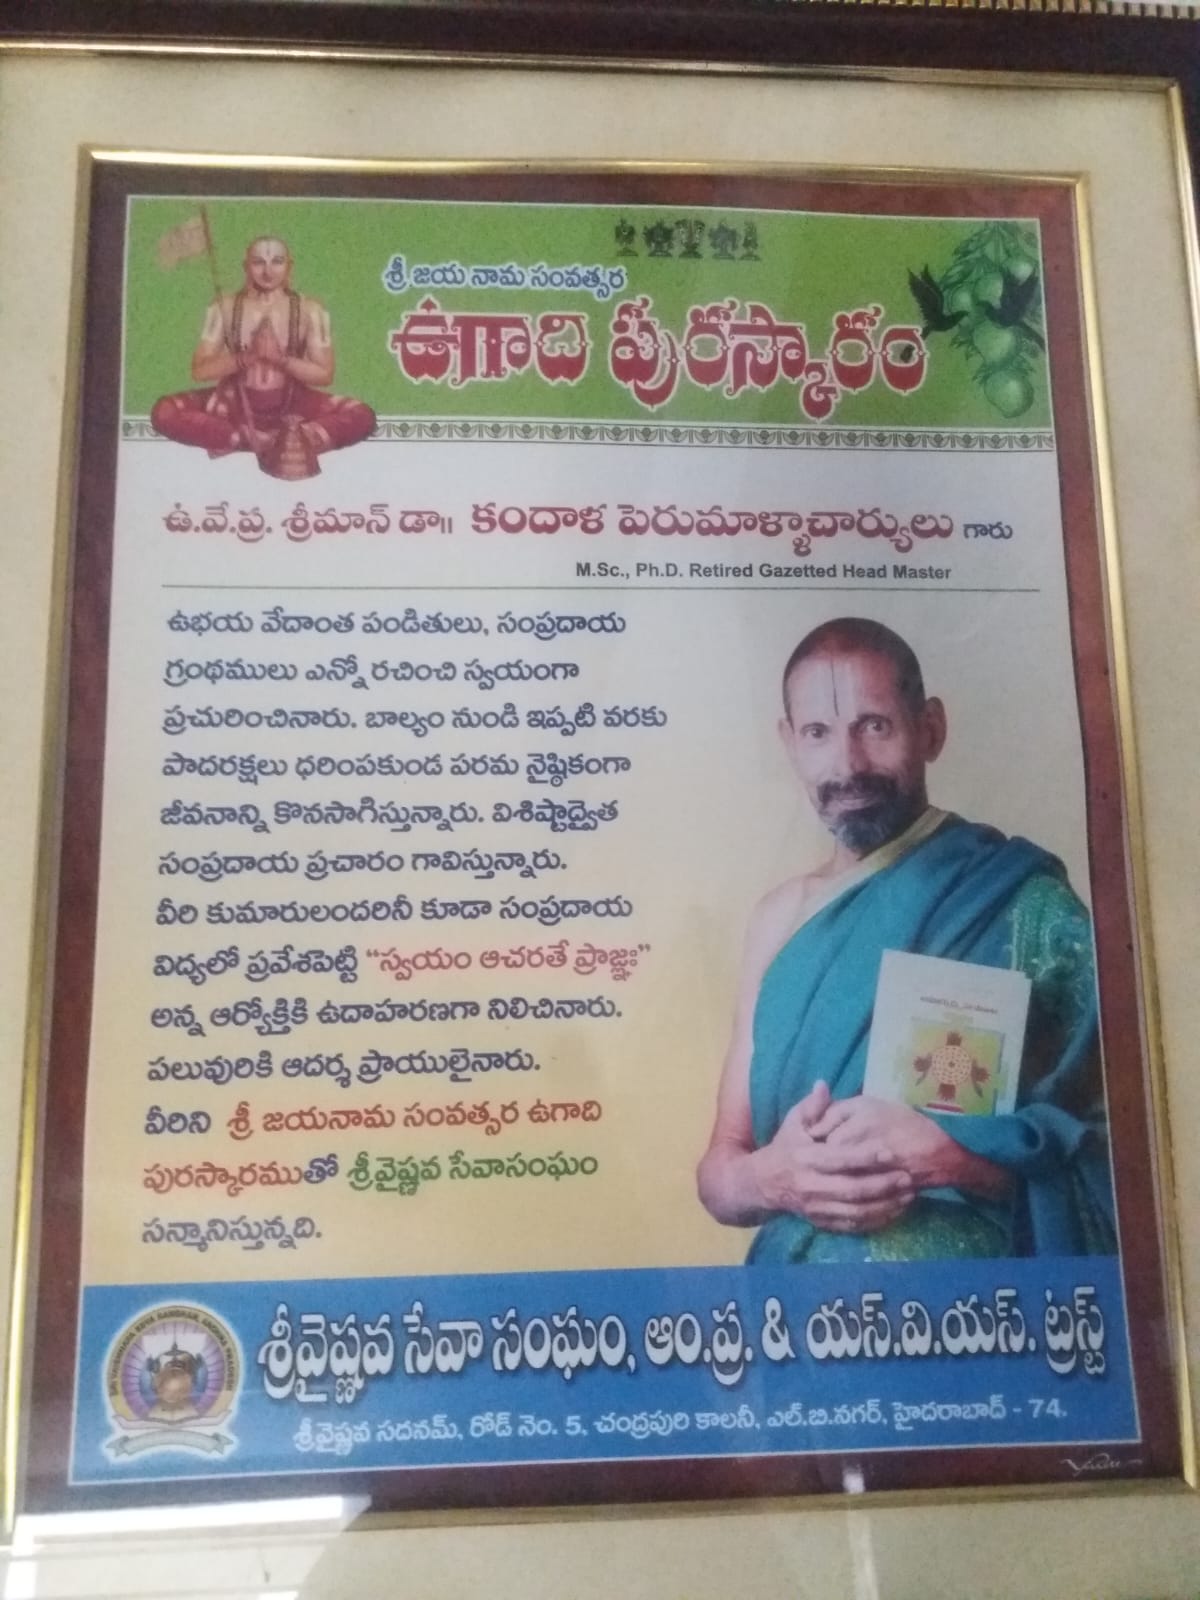 శ్రీ జయ నామ సంవత్సర
ఉగాది పురస్కారం
ఉ.వే.ప్ర. శ్రీమాన్ డా॥ కందాళ పెరుమాళ్ళాచార్యులు గారు
M.Sc., Ph.D. Retired Gazetted Head Master
ఉభయ వేదాంత పండితులు, సంప్రదాయ
గ్రంథములు ఎన్నో రచించి స్వయంగా
ప్రచురించినారు. బాల్యం నుండి ఇప్పటి వరకు
పాదరక్షలు ధరింపకుండ పరమ నైష్ఠికంగా
జీవనాన్ని కొనసాగిస్తున్నారు. విశిష్టాద్వైత
సంప్రదాయ ప్రచారం గావిస్తున్నారు.
వీరి కుమారులందరినీ కూడా సంప్రదాయ
విద్యలో ప్రవేశపెట్టి “స్వయం ఆచరతే ప్రాజ్ఞః”
అన్న ఆర్యోక్తికి ఉదాహరణగా నిలిచినారు.
పలువురికి ఆదర్శ ప్రాయులైనారు.
వీరిని శ్రీ జయనామ సంవత్సర ఉగాది
పురస్కారముతో శ్రీవైష్ణవ సేవాసంఘం
సన్మానిస్తున్నది.
శ్రీవైష్ణవ సేవా సంఘం, ఆం.ప్ర. & యస్.వి.యస్. ట్రస్ట్
శ్రీవైష్ణవ సదనమ్, రోడ్ నెం. 5, చంద్రపురి కాలనీ, ఎల్.బి.నగర్, హైదరాబాద్ - 74.